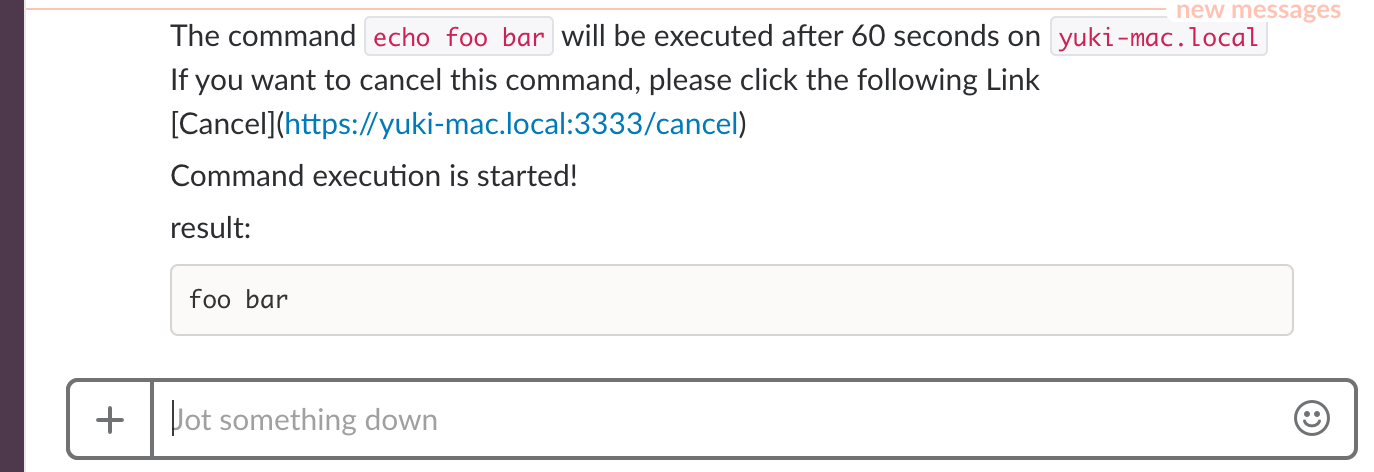 new messages
The command echo foo bar will be executed after 60 seconds on yuki-mac.local
If you want to cancel this command, please click the following Link
[Cancel](https://yuki-mac.local:3333/cancel)
Command execution is started!
result:
foo bar
Jot something down